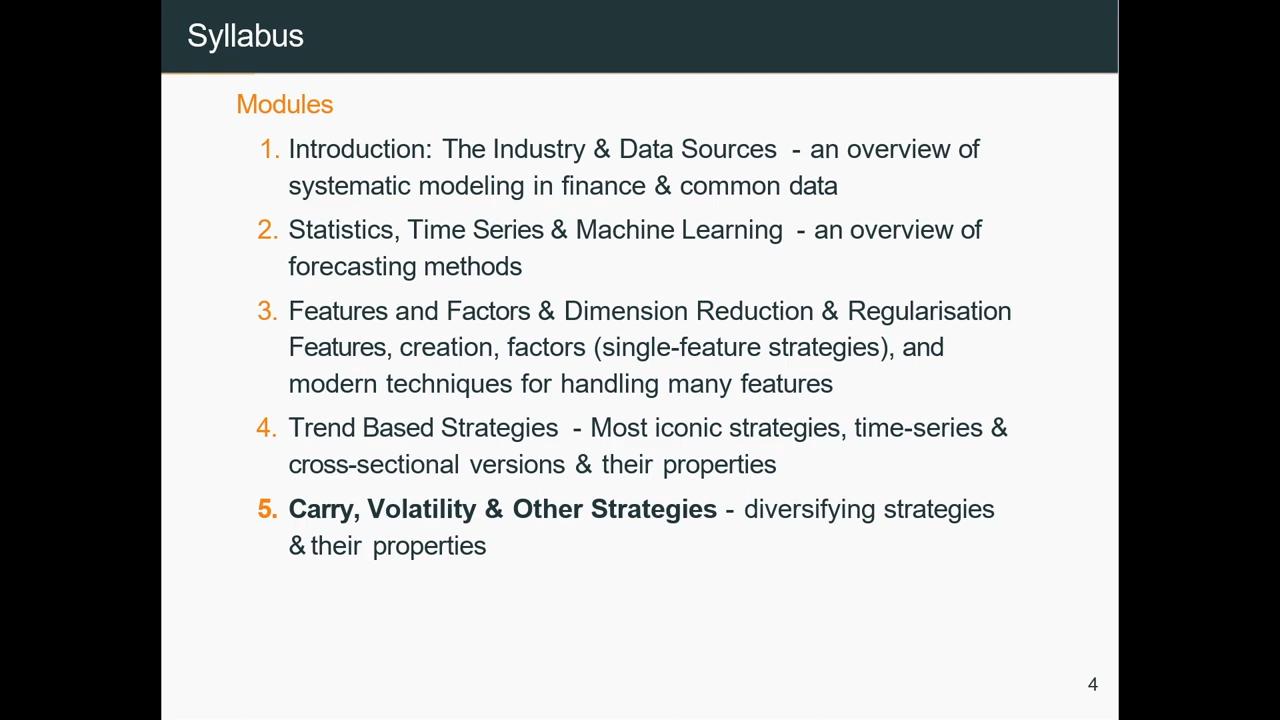 Syllabus
Modules
1. Introduction: The Industry & Data Sources - an overview of
systematic modeling in finance & common data
2. Statistics, Time Series & Machine Learning - an overview of
forecasting methods
3. Features and Factors & Dimension Reduction & Regularisation
Features, creation, factors (single-feature strategies), and
modern techniques for handling many features
4. Trend Based Strategies - Most iconic strategies, time-series &
cross-sectional versions & their properties
5. Carry, Volatility & Other Strategies - diversifying strategies
& their properties
4